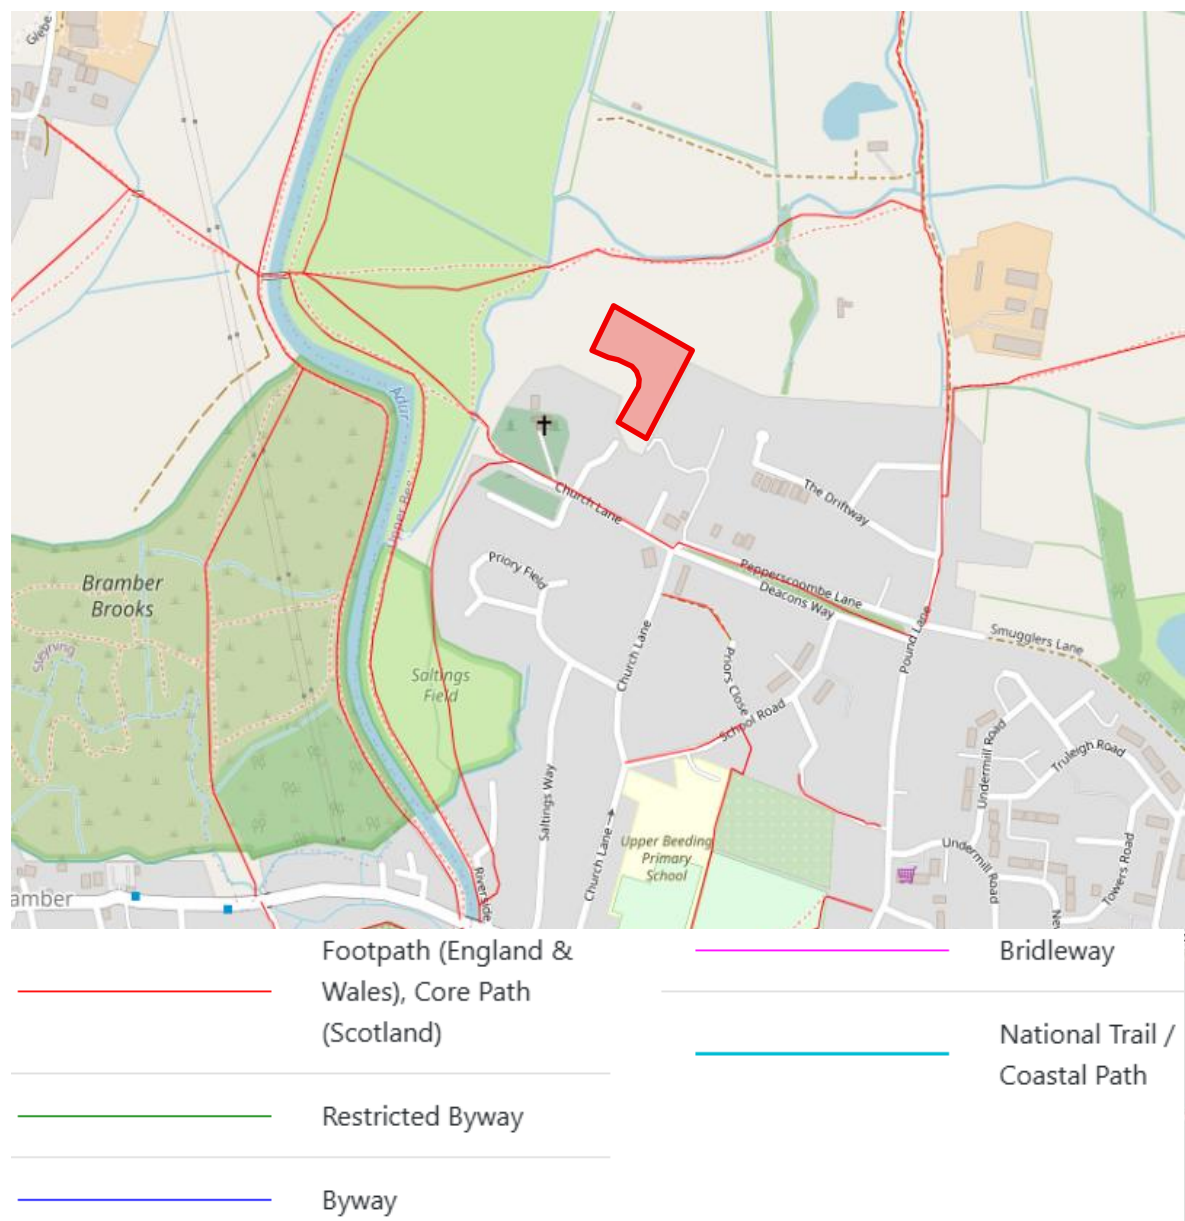 Glebe
Adur
Upper Bee
Church Lane
The Driftway
Priory Field
Pepperscoombe Lane
Deacons Way
Bramber
Brooks
Smugglers Lane
Pound Lane
Church Lane
Priors Close
Steyning
Saltings
Field
School Road
Undermill Road
Truleigh Road
Saltings Way
Church Lane
Upper Beeding
Primary
School
Undermill Road
Towers Road
Riverside
amber
New
Footpath (England &
Wales), Core Path
(Scotland)
Bridleway
National Trail /
Coastal Path
Restricted Byway
Byway